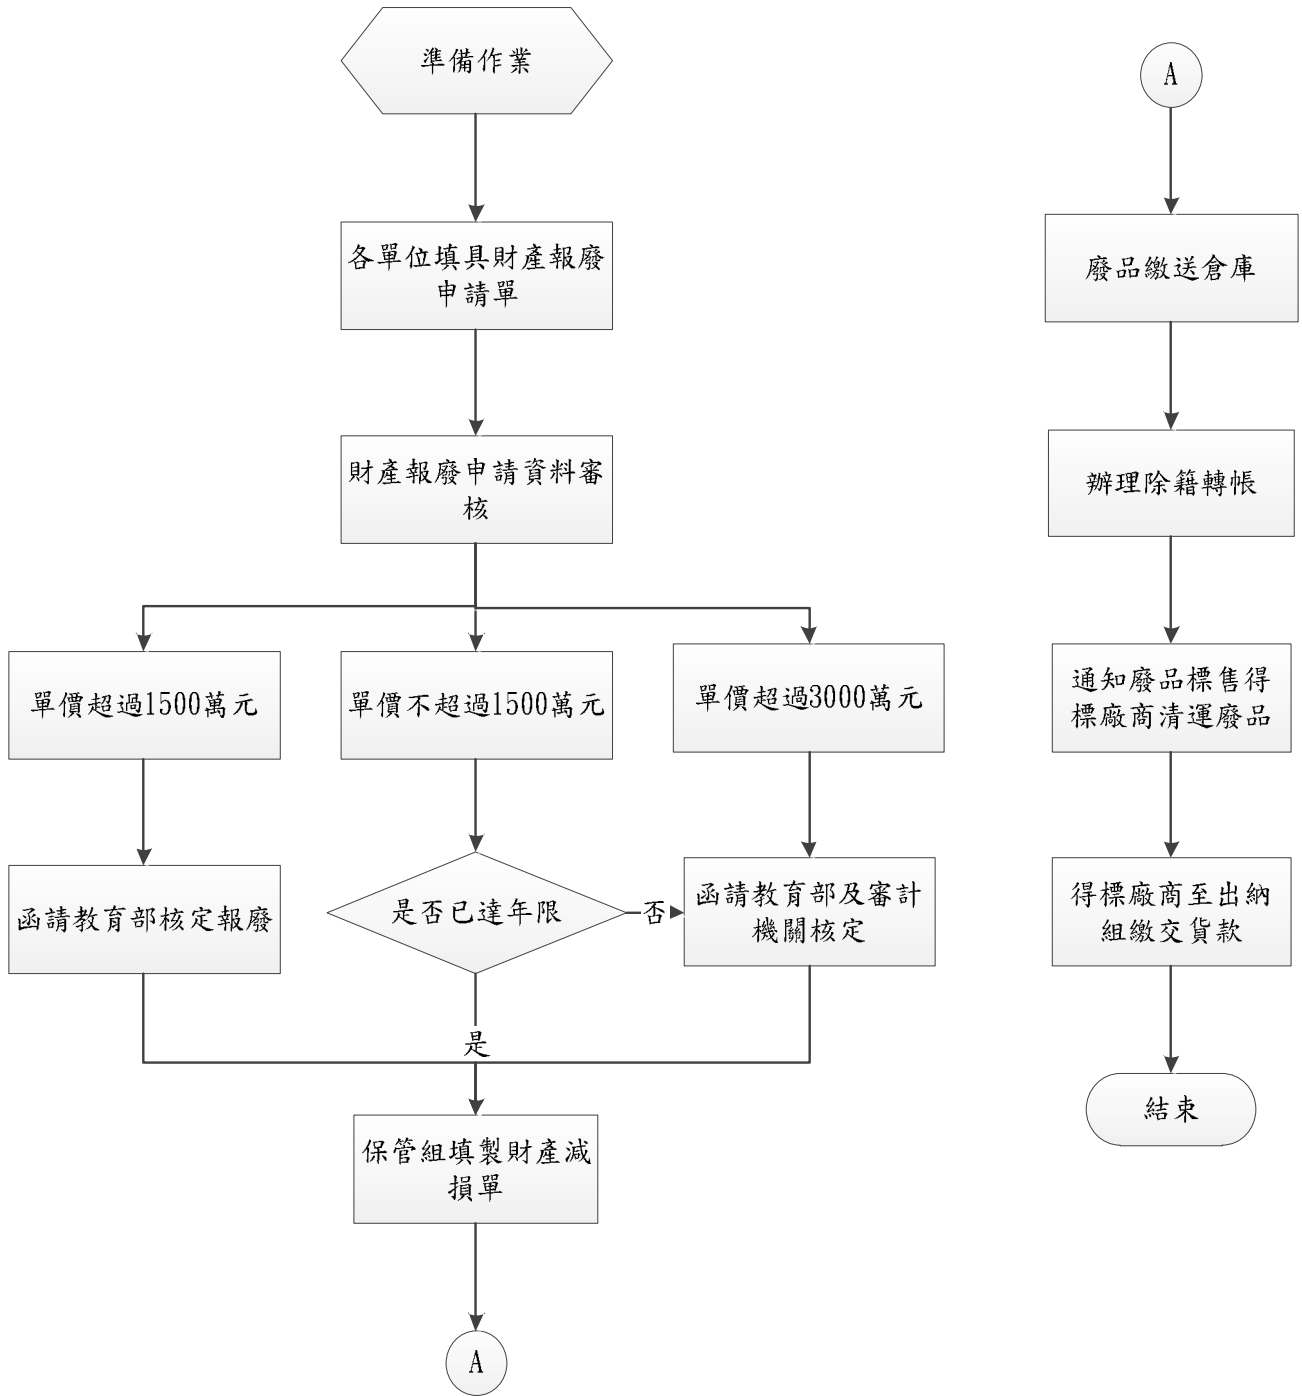 準備作業
各單位填具財產報廢
申請單
財產報廢申請資料審
核
單價超過1500萬元
單價不超過1500萬元
單價超過3000萬元
函請教育部核定報廢
是否已達年限
否
函請教育部及審計
機關核定
是
保管組填製財產減
損單
A
A
廢品繳送倉庫
辦理除籍轉帳
通知廢品標售得
標廠商清運廢品
得標廠商至出納
組繳交貨款
結束